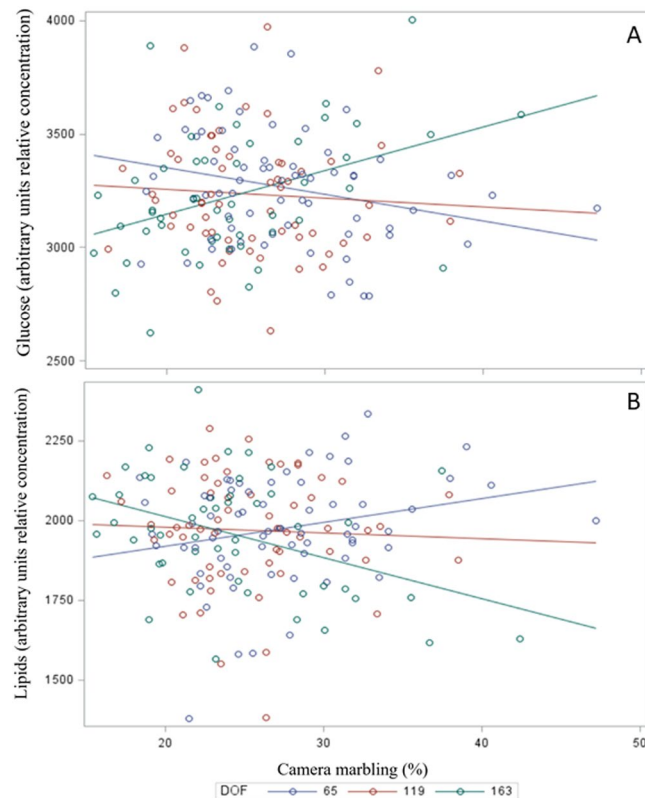 A
4000
3500
3000
2500
Glucose (arbitrary units relative concentration)
B
2250
2000
1750
1500
Lipids (arbitrary units relative concentration)
20 30 40 50
Camera marbling (%)
DOF 65 119 163